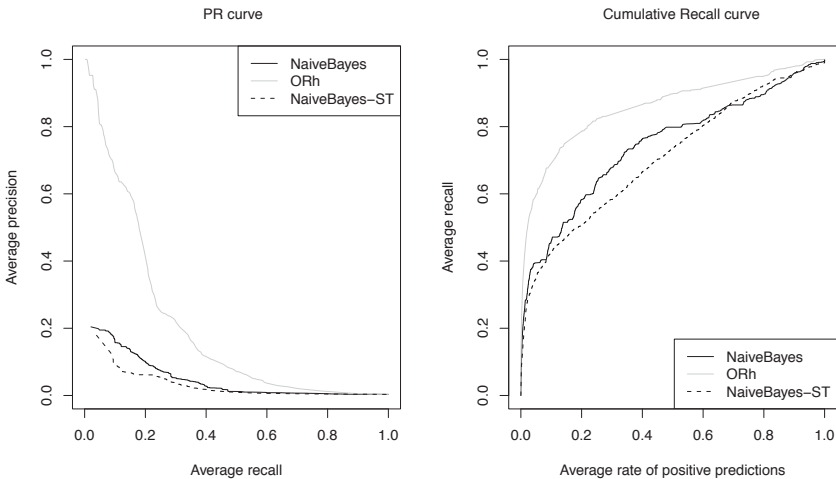 PR curve
NaiveBayes
ORh
NaiveBayes−ST
Average precision
0.0 0.2 0.4 0.6 0.8 1.0
0.0 0.2 0.4 0.6 0.8 1.0
Average recall
Cumulative Recall curve
Average recall
0.0 0.2 0.4 0.6 0.8 1.0
NaiveBayes
ORh
NaiveBayes−ST
0.0 0.2 0.4 0.6 0.8 1.0
Average rate of positive predictions